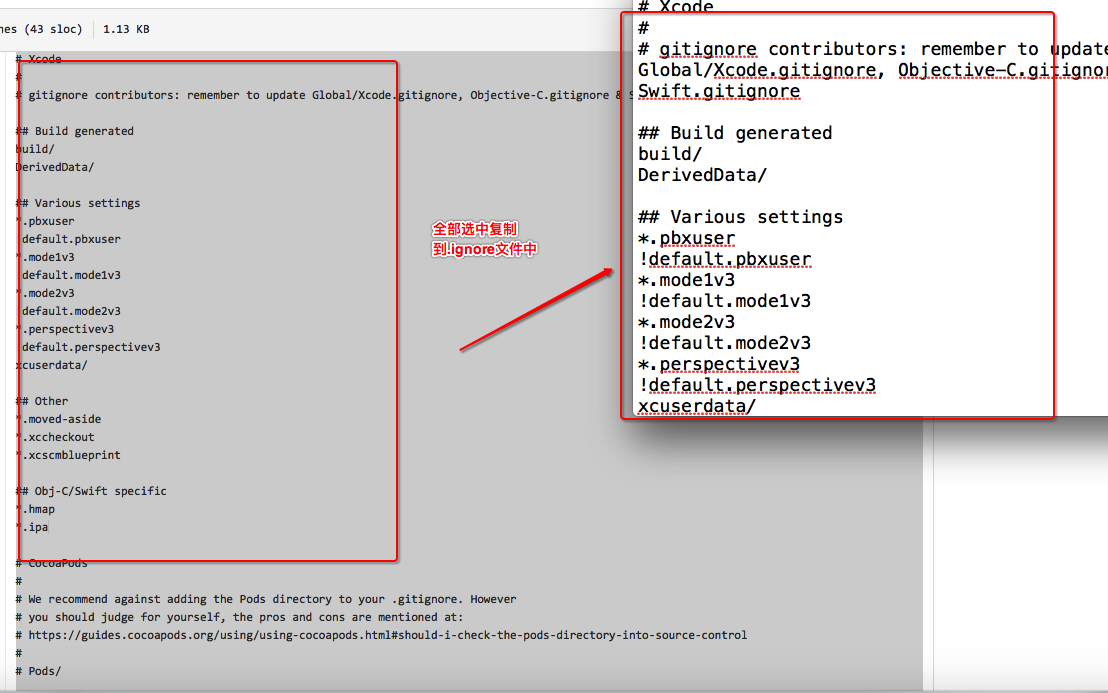 nes (43 sloc) 1.13 KB
# Xcode
#
# gitignore contributors: remember to update Global/Xcode.gitignore, Objective-C.gitignore & S
## Build generated
build/
DerivedData/
## Various settings
*.pbxuser
!default.pbxuser
*.mode1v3
!default.mode1v3
*.mode2v3
!default.mode2v3
*.perspectivev3
!default.perspectivev3
xcuserdata/
## Other
*.moved-aside
*.xccheckout
*.xcscmblueprint
## Obj-C/Swift specific
*.hmap
*.ipa
# CocoaPods
#
# We recommend against adding the Pods directory to your .gitignore. However
# you should judge for yourself, the pros and cons are mentioned at:
# https://guides.cocoapods.org/using/using-cocoapods.html#should-i-check-the-pods-directory-into-source-control
#
# Pods/
全部选中复制
到.ignore文件中
# Xcode
#
# gitignore contributors: remember to update
Global/Xcode.gitignore, Objective-C.gitignor
Swift.gitignore
## Build generated
build/
DerivedData/
## Various settings
*.pbxuser
!default.pbxuser
*.mode1v3
!default.mode1v3
*.mode2v3
!default.mode2v3
*.perspectivev3
!default.perspectivev3
xcuserdata/